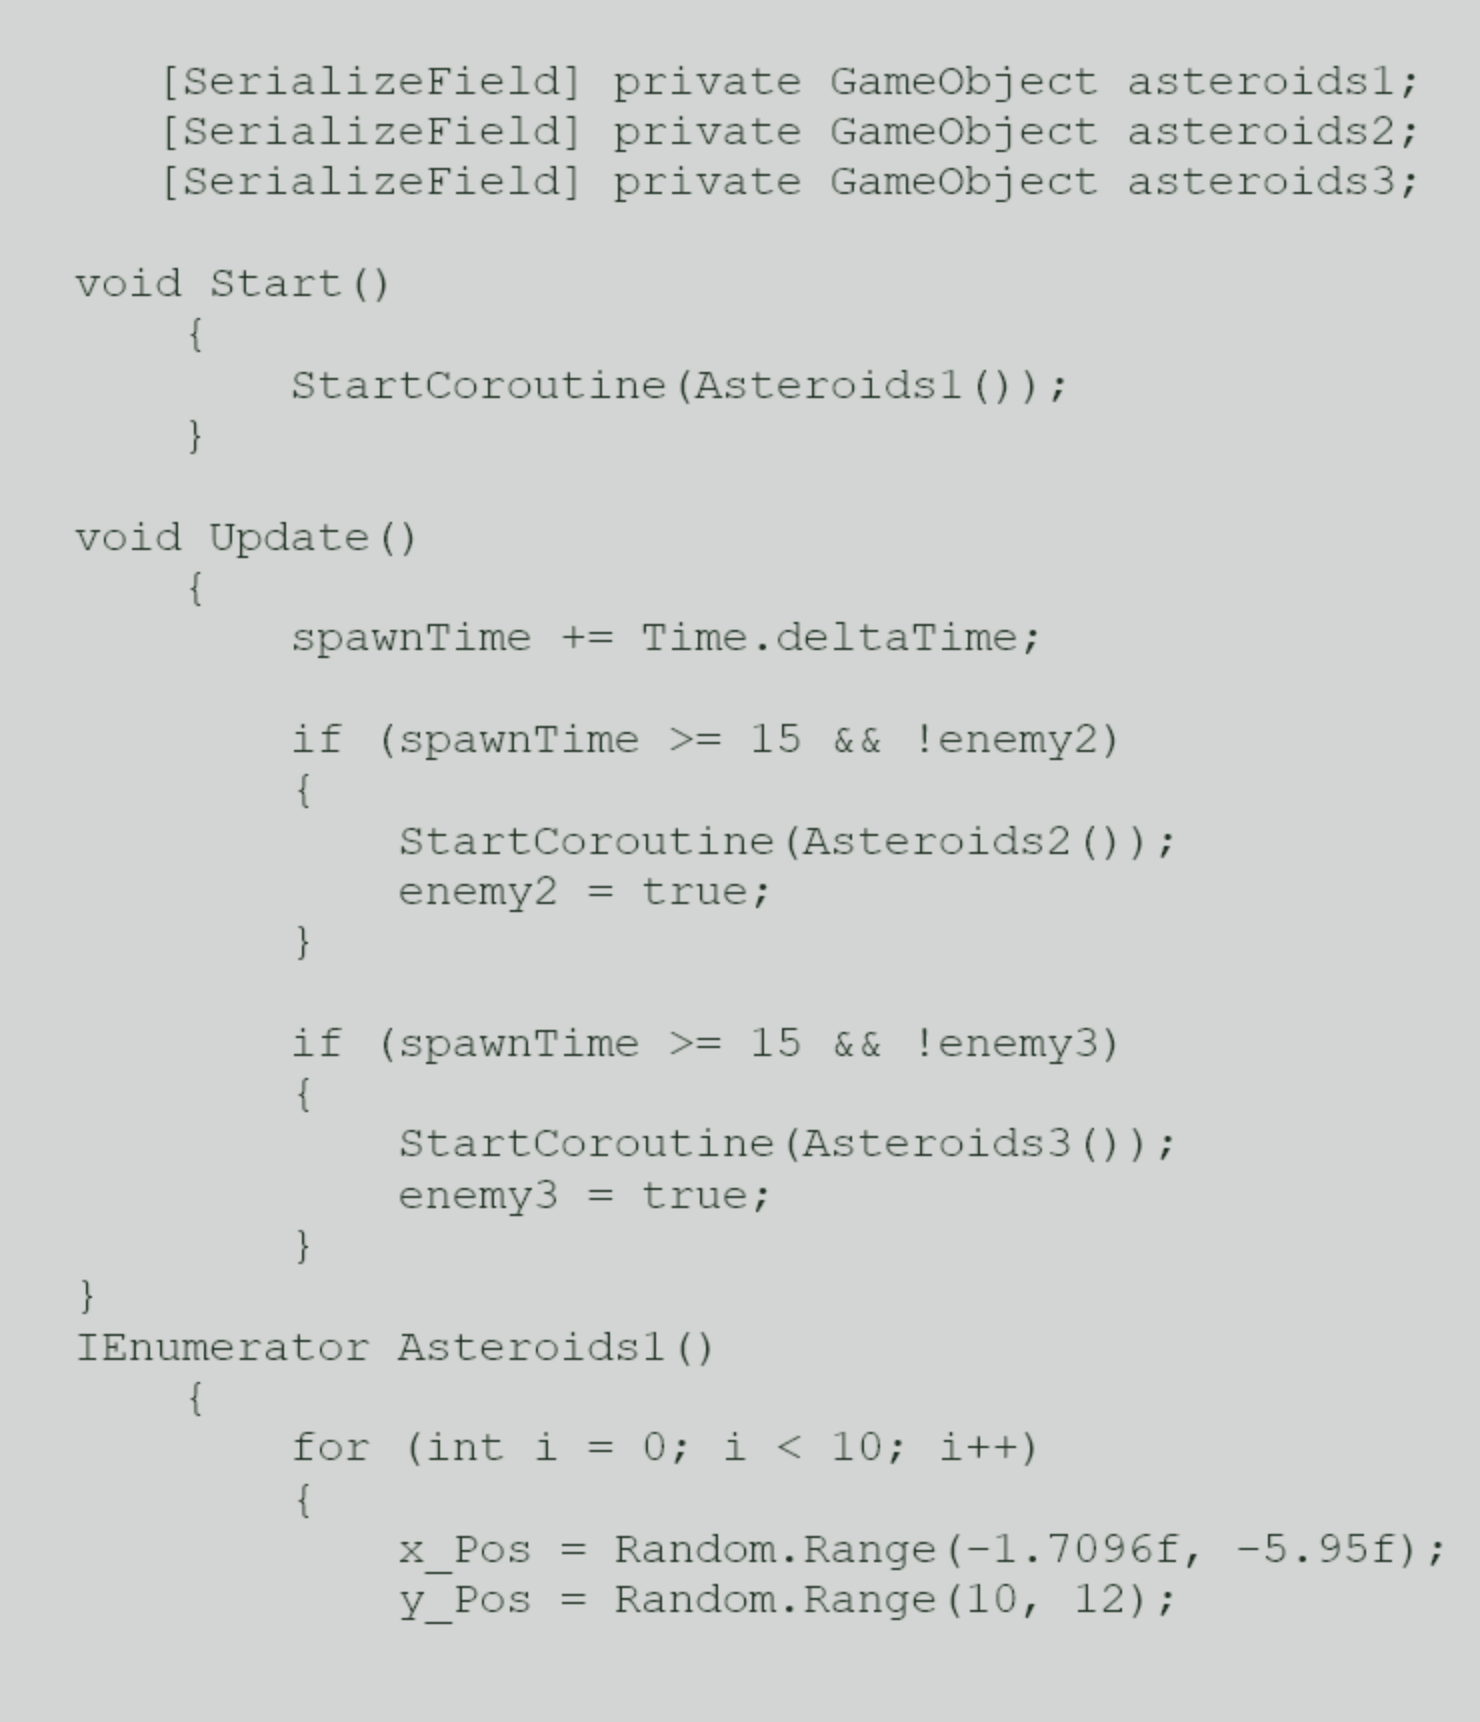 [SerializeField] private GameObject asteroids1;
[SerializeField] private GameObject asteroids2;
[SerializeField] private GameObject asteroids3;
void Start()
{
StartCoroutine(Asteroids1());
}
void Update()
{
spawnTime += Time.deltaTime;
if (spawnTime >= 15 && !enemy2)
{
StartCoroutine(Asteroids2());
enemy2 = true;
}
if (spawnTime >= 15 && !enemy3)
{
StartCoroutine(Asteroids3());
enemy3 = true;
}
}
IEnumerator Asteroids1()
{
for (int i = 0; i < 10; i++)
{
x_Pos = Random.Range(-1.7096f, -5.95f);
y_Pos = Random.Range(10, 12);